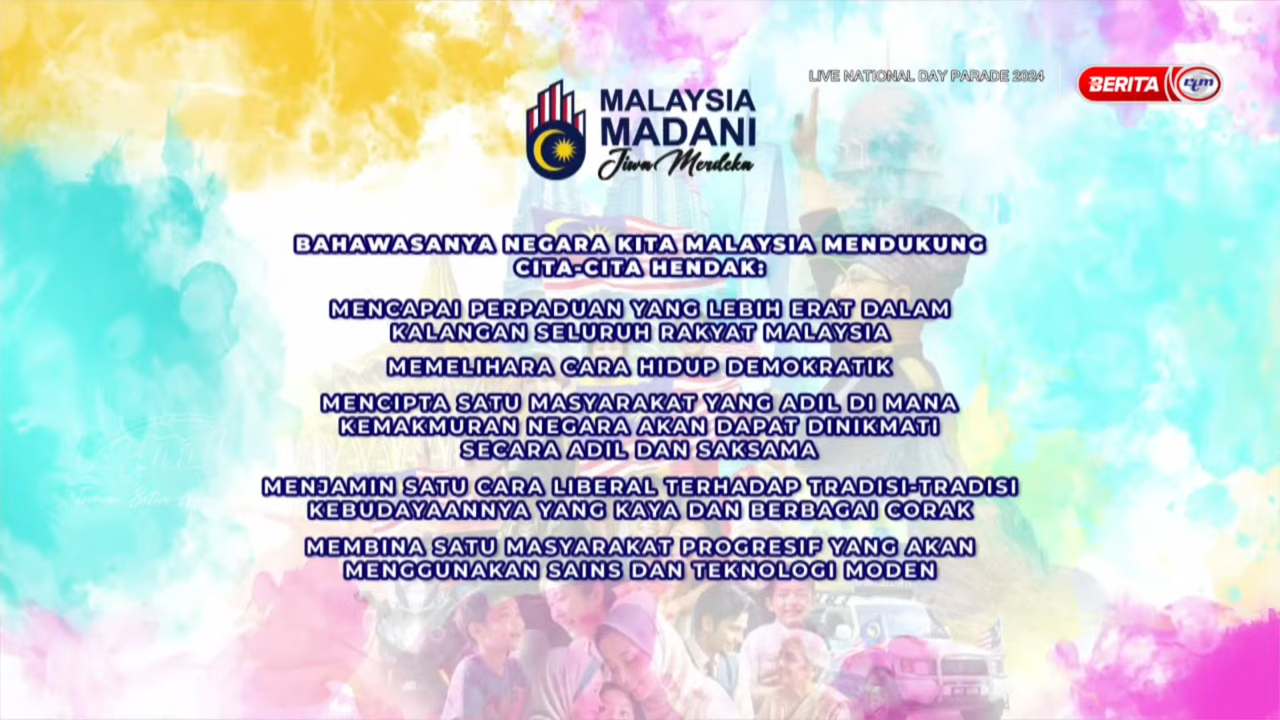 LIVE NATIONAL DAY PARADE 2024
BERITA rtm
MALAYSIA
MADANI
Jiwa Merdeka
BAHAWASANYA NEGARA KITA MALAYSIA MENDUKUNG
CITA-CITA HENDAK:
MENCAPAI PERPADUAN YANG LEBIH ERAT DALAM
KALANGAN SELURUH RAKYAT MALAYSIA
MEMELIHARA CARA HIDUP DEMOKRATIK
MENCIPTA SATU MASYARAKAT YANG ADIL DI MANA
KEMAKMURAN NEGARA AKAN DAPAT DINIKMATI
SECARA ADIL DAN SAKSAMA
MENJAMIN SATU CARA LIBERAL TERHADAP TRADISI-TRADISI
KEBUDAYAANNYA YANG KAYA DAN BERBAGAI CORAK
MEMBINA SATU MASYARAKAT PROGRESIF YANG AKAN
MENGGUNAKAN SAINS DAN TEKNOLOGI MODEN